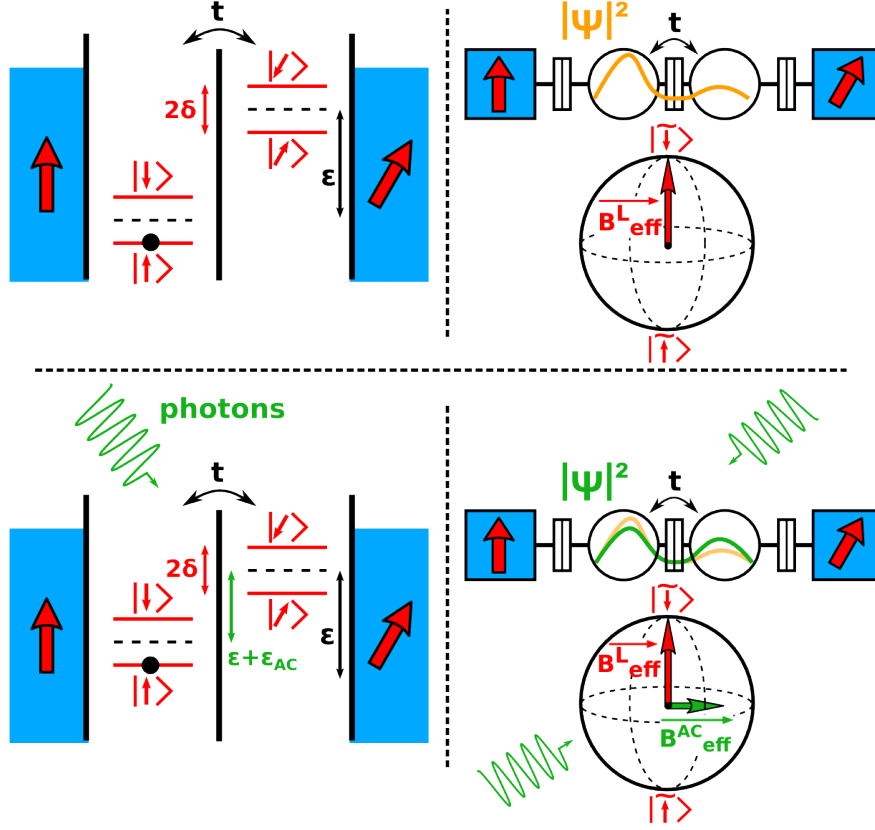 t
|↙⟩
2δ
|↗⟩
ε
|↓⟩
|↑⟩
|Ψ|²
t
|↓̃⟩
B^L_eff
|↑̃⟩
photons
t
|↙⟩
2δ
|↗⟩
ε
ε+ε_AC
|↓⟩
|↑⟩
|Ψ|²
t
|↓̃⟩
B^L_eff
B^AC_eff
|↑̃⟩